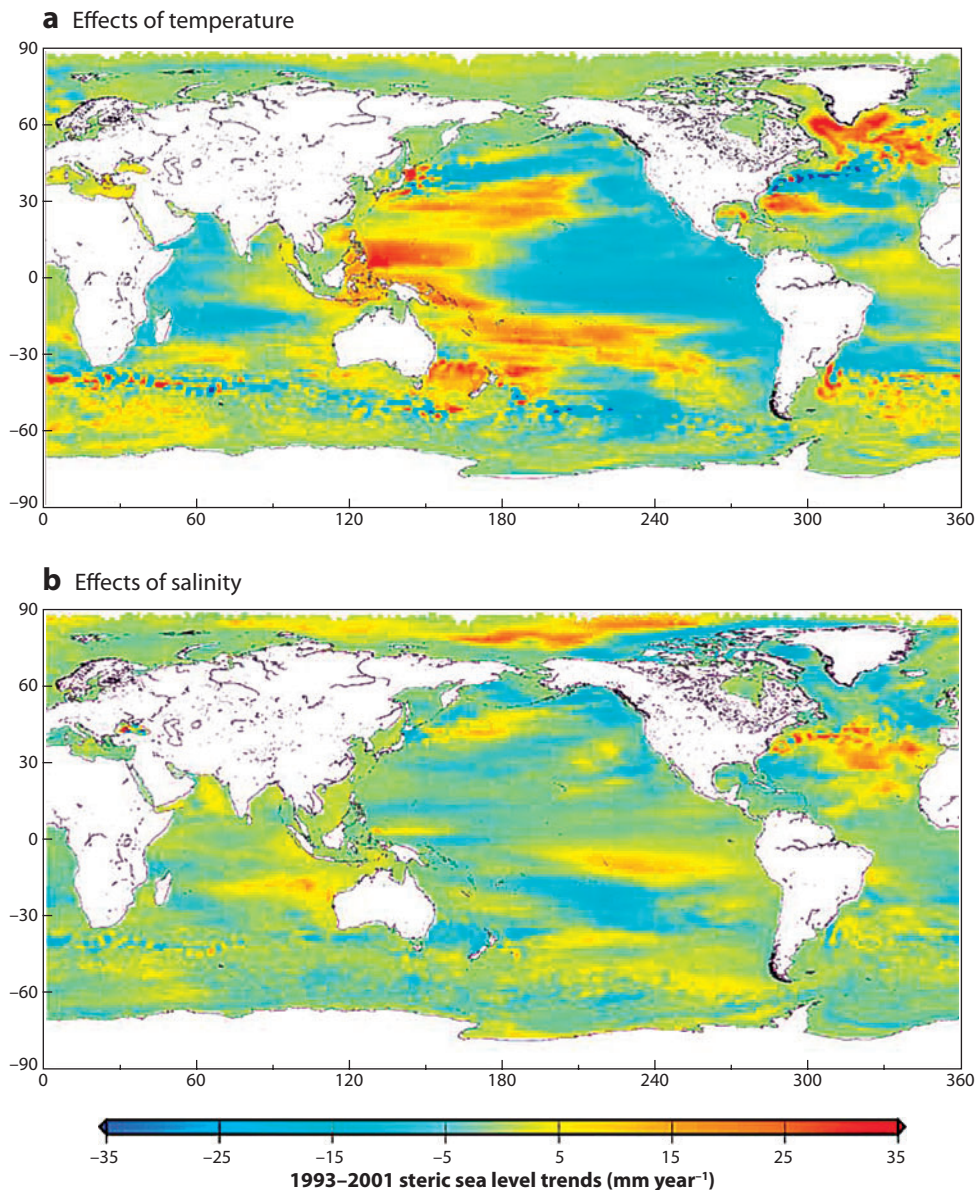 a Effects of temperature
90
60
30
0
−30
−60
−90
0 60 120 180 240 300 360
b Effects of salinity
90
60
30
0
−30
−60
−90
0 60 120 180 240 300 360
−35 −25 −15 −5 5 15 25 35
1993–2001 steric sea level trends (mm year⁻¹)